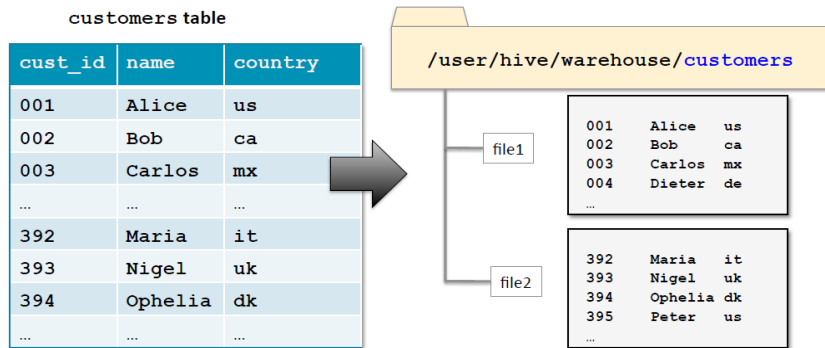 customers table
cust_id name country
001 Alice us
002 Bob ca
003 Carlos mx
... ... ...
392 Maria it
393 Nigel uk
394 Ophelia dk
... ... ...
/user/hive/warehouse/customers
file1
001 Alice us
002 Bob ca
003 Carlos mx
004 Dieter de
...
file2
392 Maria it
393 Nigel uk
394 Ophelia dk
395 Peter us
...